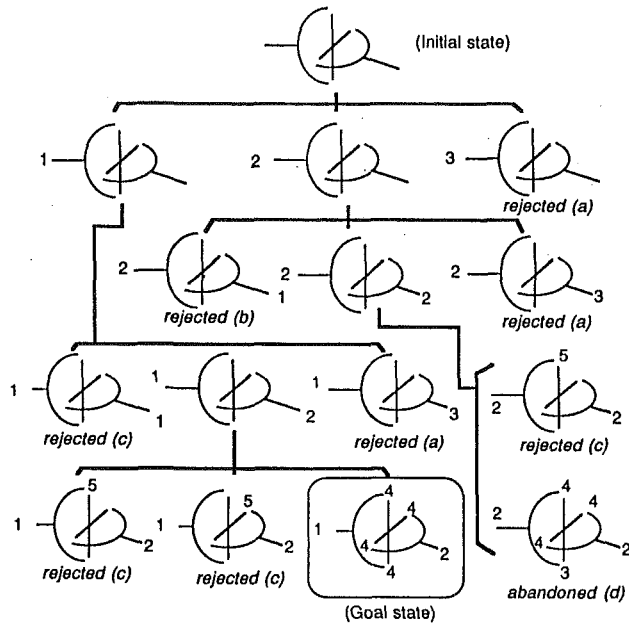 (Initial state)
1 2 3
rejected (a)
2 1 2 2 2 3
rejected (b) rejected (a)
1 1 1 2 1 3
rejected (c) rejected (a)
5
2 2
rejected (c)
5
1 2
rejected (c)
5
1 2
rejected (c)
4 4
1 4 2
4
(Goal state)
4 4
2 4 2
3
abandoned (d)